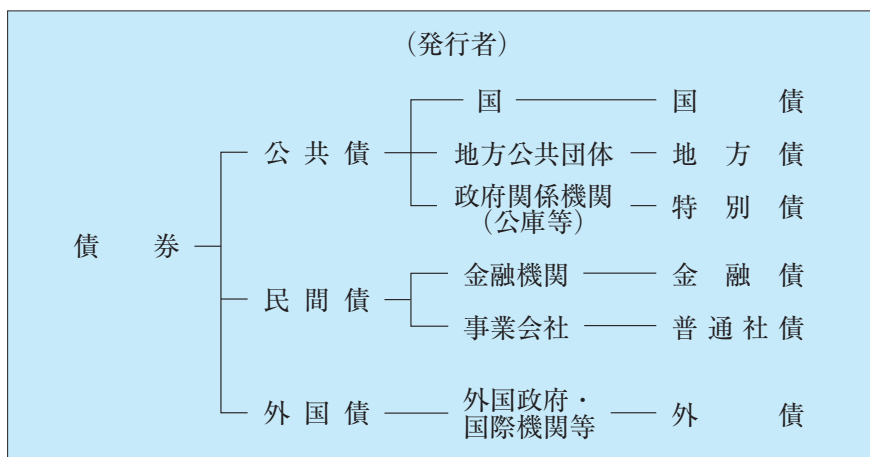 (発行者)
国 国債
公共債 地方公共団体 地方債
政府関係機関 特別債
(公庫等)
債券
金融機関 金融債
民間債
事業会社 普通社債
外国政府・
外国債 外債
国際機関等